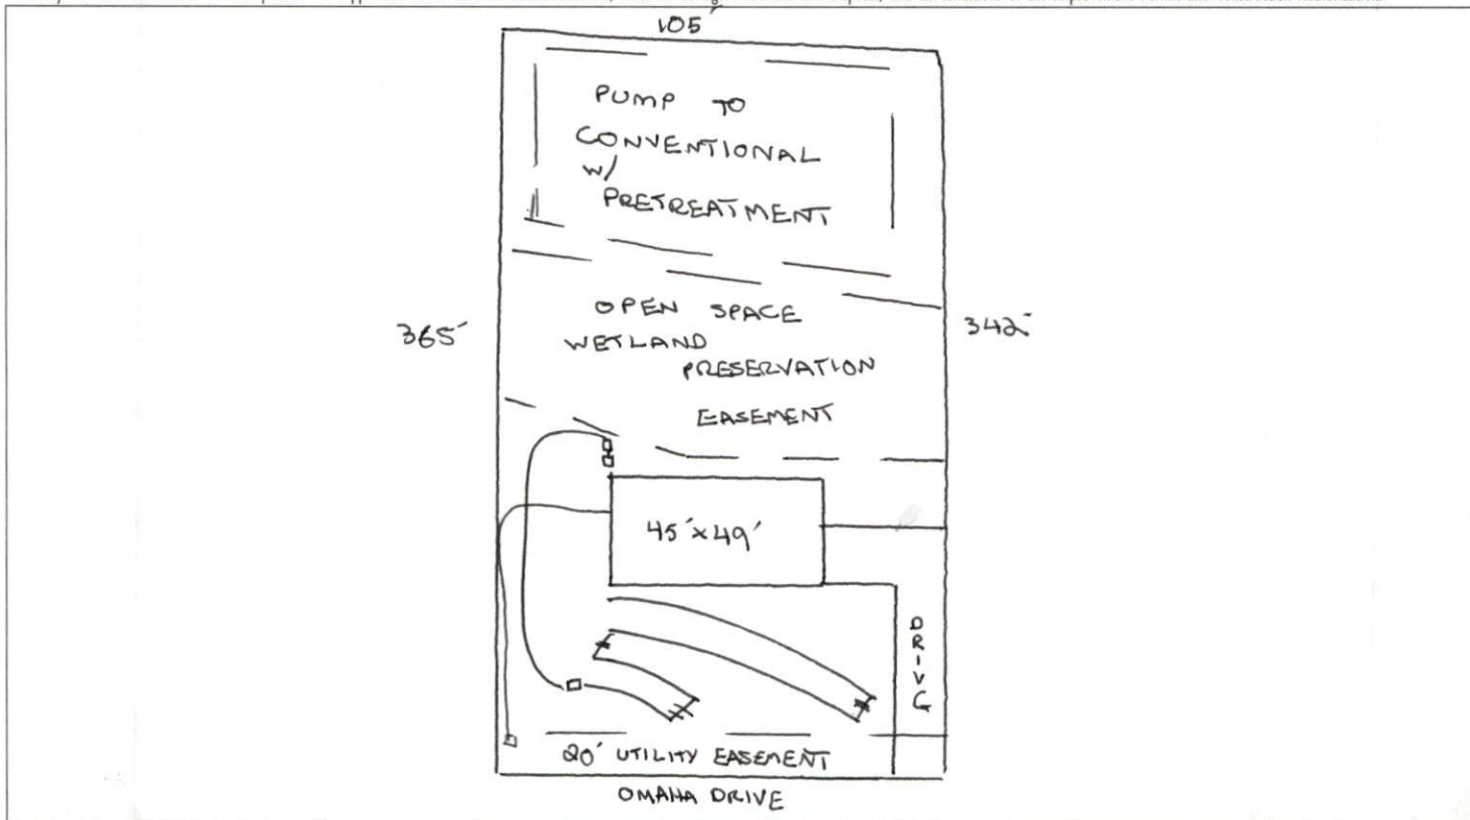 105'
PUMP TO
CONVENTIONAL
w/
PRETREATMENT
OPEN SPACE
WETLAND
PRESERVATION
EASEMENT
365'
342'
45'x49'
DRIVE
20' UTILITY EASEMENT
OMAHA DRIVE